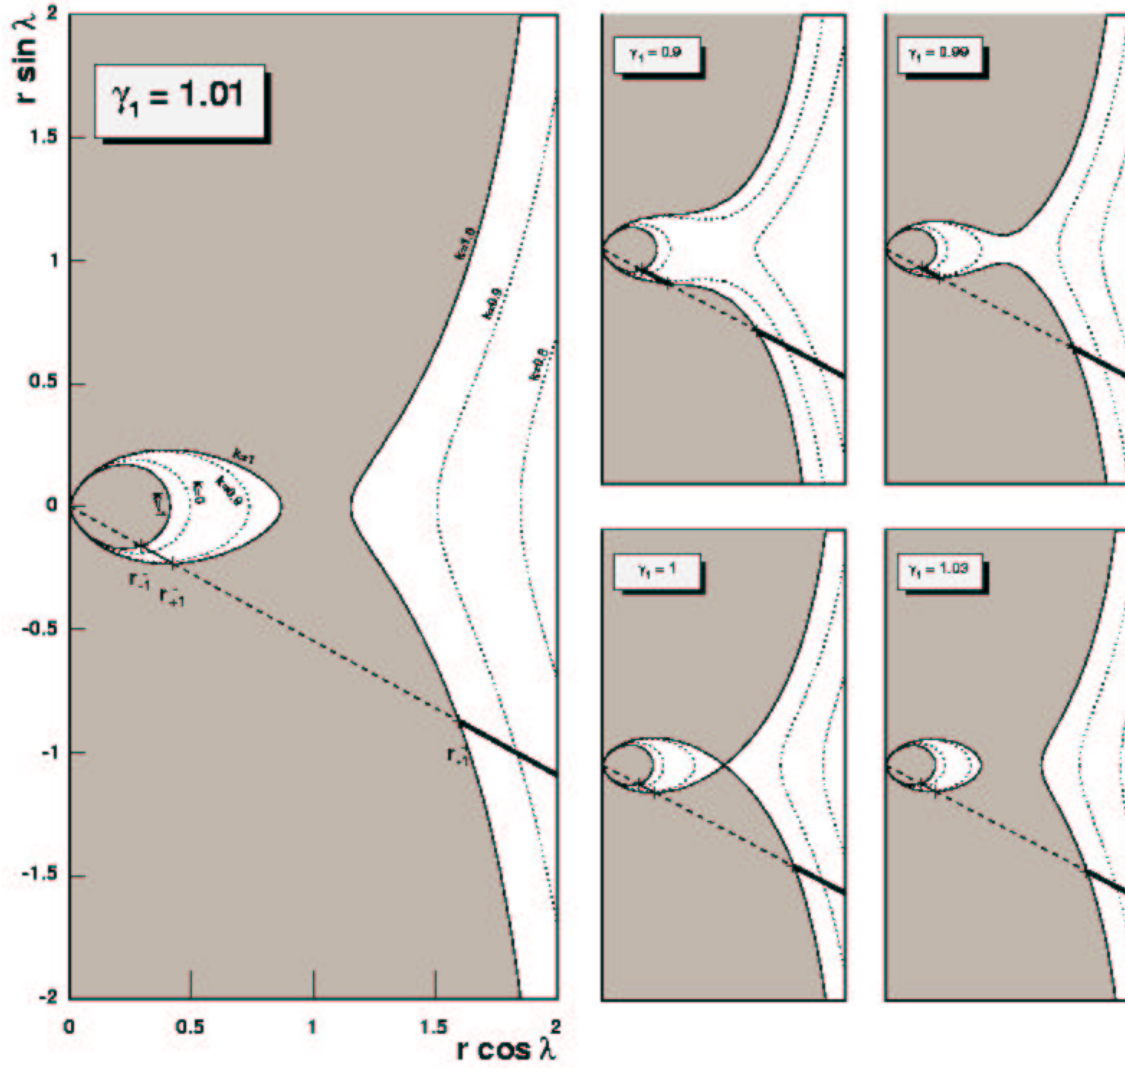 r sin λ
2
1.5
1
0.5
0
-0.5
-1
-1.5
-2
γ₁ = 1.01
k=1.0
k=0.9
k=1
k=0
k=0.9
r⁻₋₁
r⁻₊₁
0
0.5
1
1.5
2
r cos λ
γ₁ = 0.9
γ₁ = 0.99
γ₁ = 1
γ₁ = 1.03